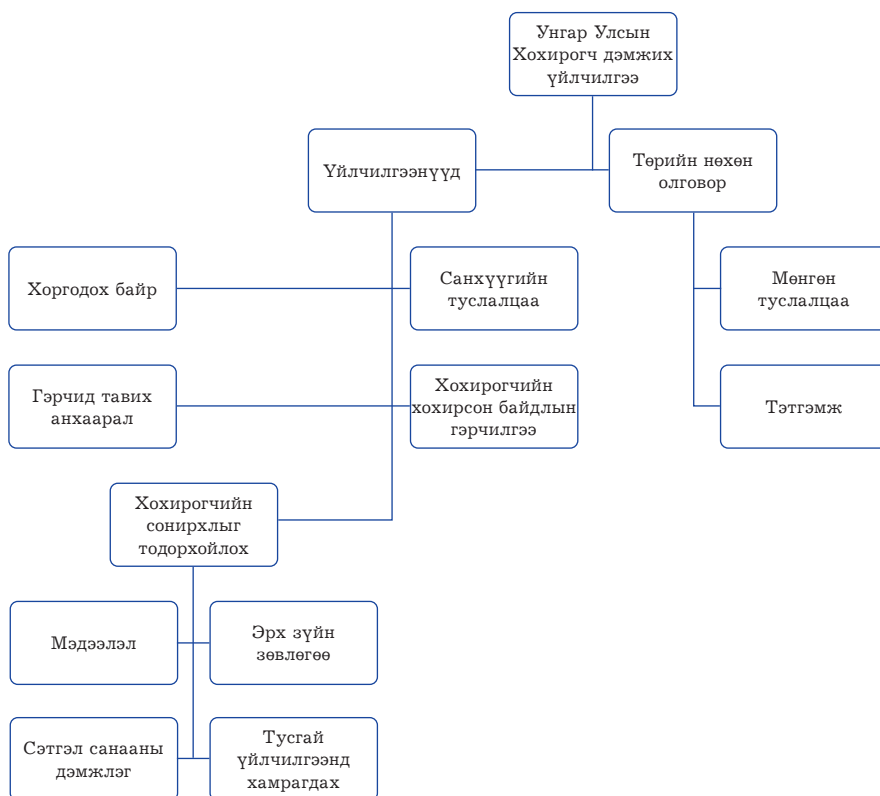 Унгар Улсын
Хохирогч дэмжих
үйлчилгээ
Үйлчилгээнүүд
Төрийн нөхөн
олговор
Хоргодох байр
Санхүүгийн
туслалцаа
Мөнгөн
туслалцаа
Гэрчид тавих
анхаарал
Хохирогчийн
хохирсон байдлын
гэрчилгээ
Тэтгэмж
Хохирогчийн
сонирхлыг
тодорхойлох
Мэдээлэл
Эрх зүйн
зөвлөгөө
Сэтгэл санааны
дэмжлэг
Тусгай
үйлчилгээнд
хамрагдах